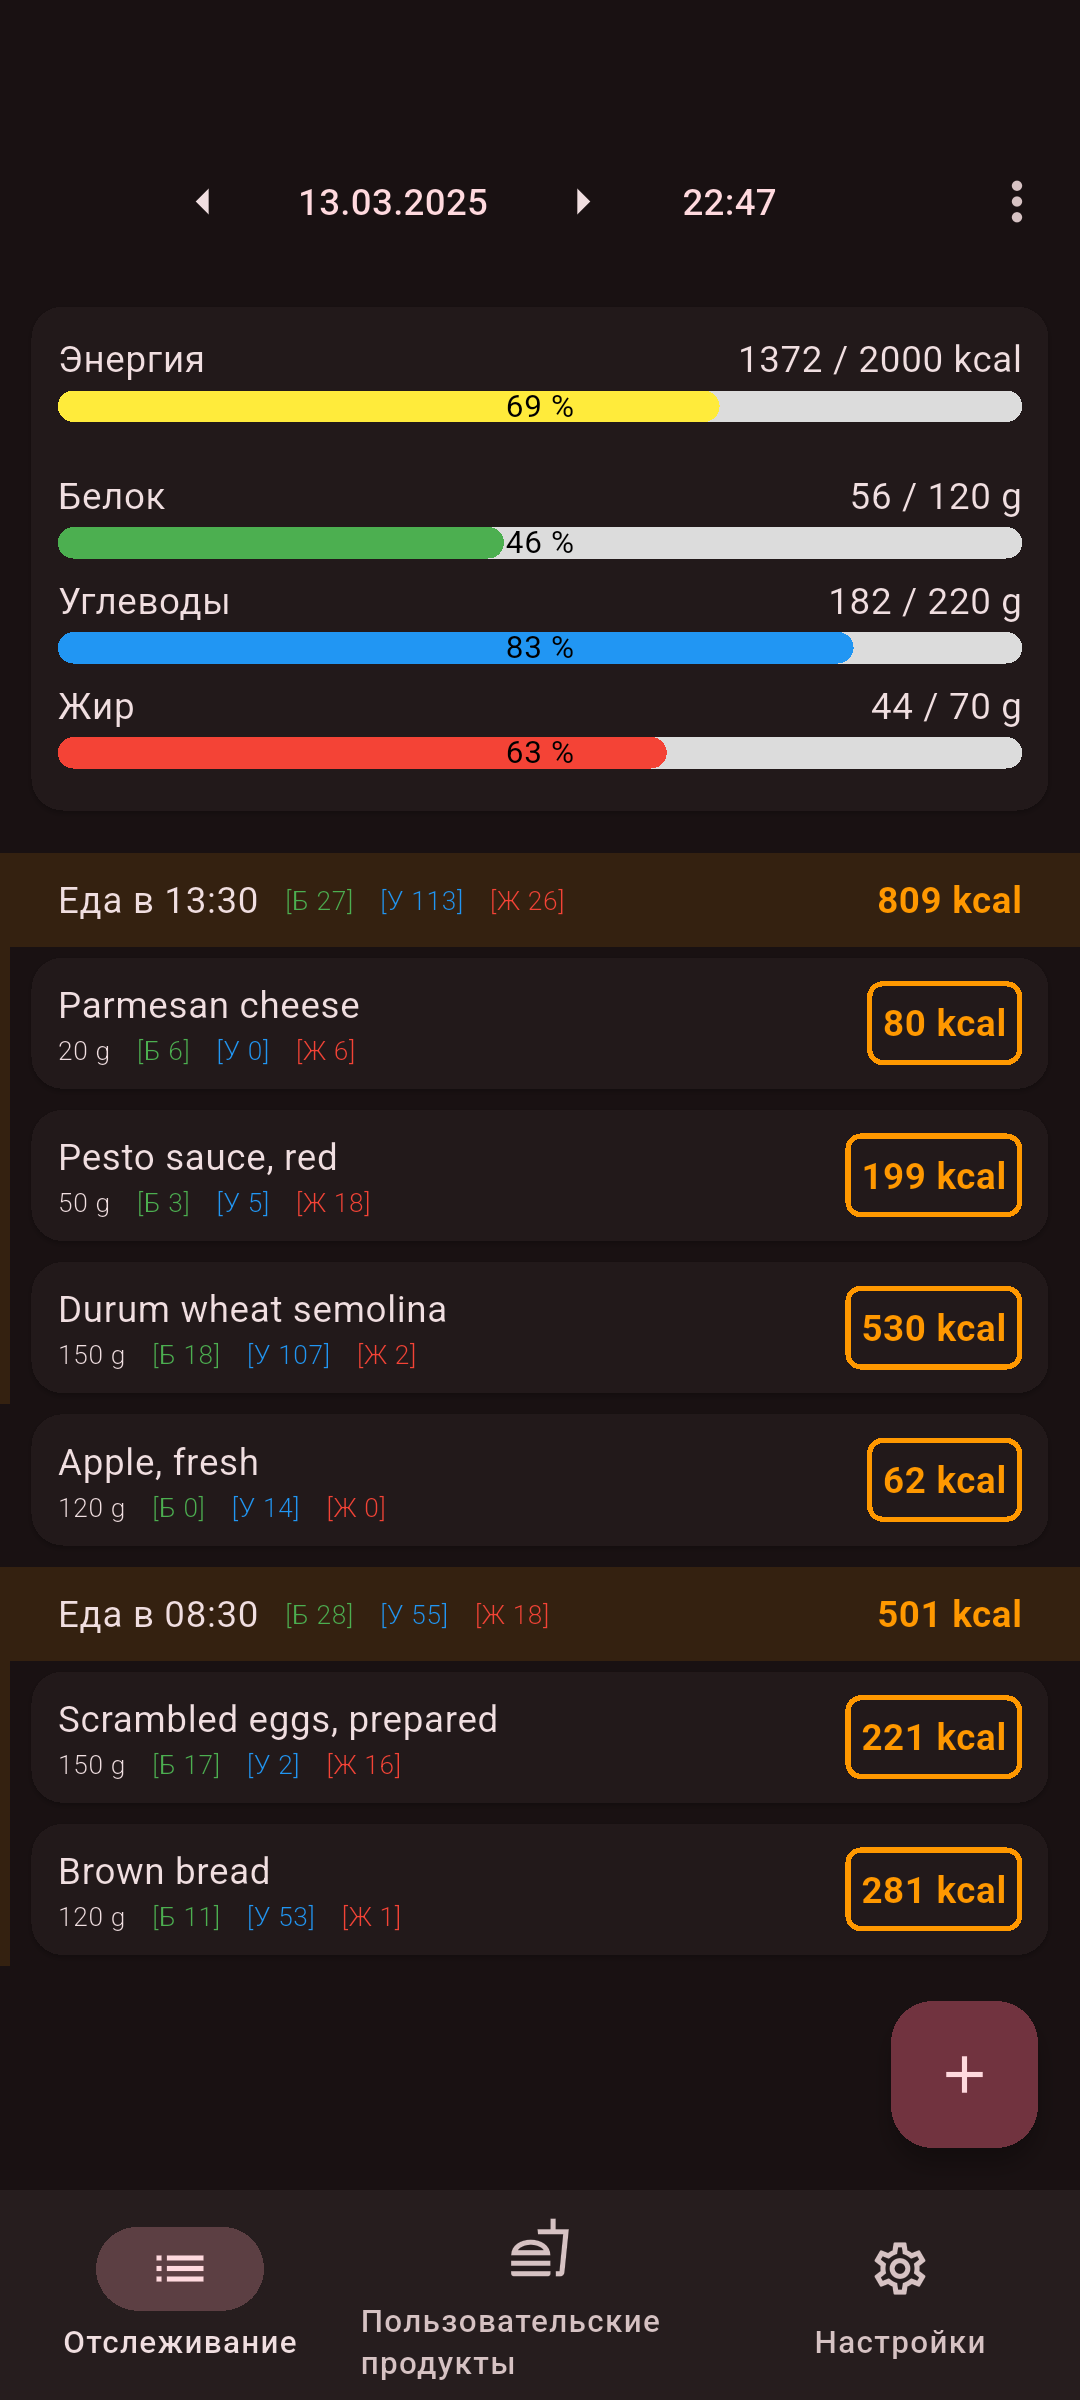 13.03.2025 22:47
Энергия 1372 / 2000 kcal
69 %
Белок 56 / 120 g
46 %
Углеводы 182 / 220 g
83 %
Жир 44 / 70 g
63 %
Еда в 13:30 [Б 27] [У 113] [Ж 26] 809 kcal
Parmesan cheese
20 g [Б 6] [У 0] [Ж 6]
80 kcal
Pesto sauce, red
50 g [Б 3] [У 5] [Ж 18]
199 kcal
Durum wheat semolina
150 g [Б 18] [У 107] [Ж 2]
530 kcal
Apple, fresh
120 g [Б 0] [У 14] [Ж 0]
62 kcal
Еда в 08:30 [Б 28] [У 55] [Ж 18] 501 kcal
Scrambled eggs, prepared
150 g [Б 17] [У 2] [Ж 16]
221 kcal
Brown bread
120 g [Б 11] [У 53] [Ж 1]
281 kcal
Отслеживание
Пользовательские
продукты
Настройки